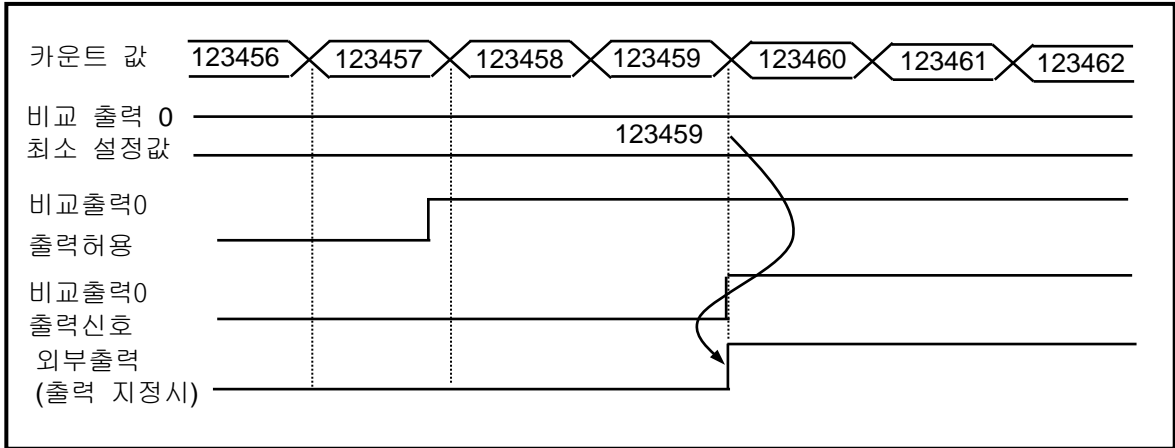 카운트 값 123456 123457 123458 123459 123460 123461 123462
비교 출력 0
최소 설정값 123459
비교출력0
출력허용
비교출력0
출력신호
외부출력
(출력 지정시)